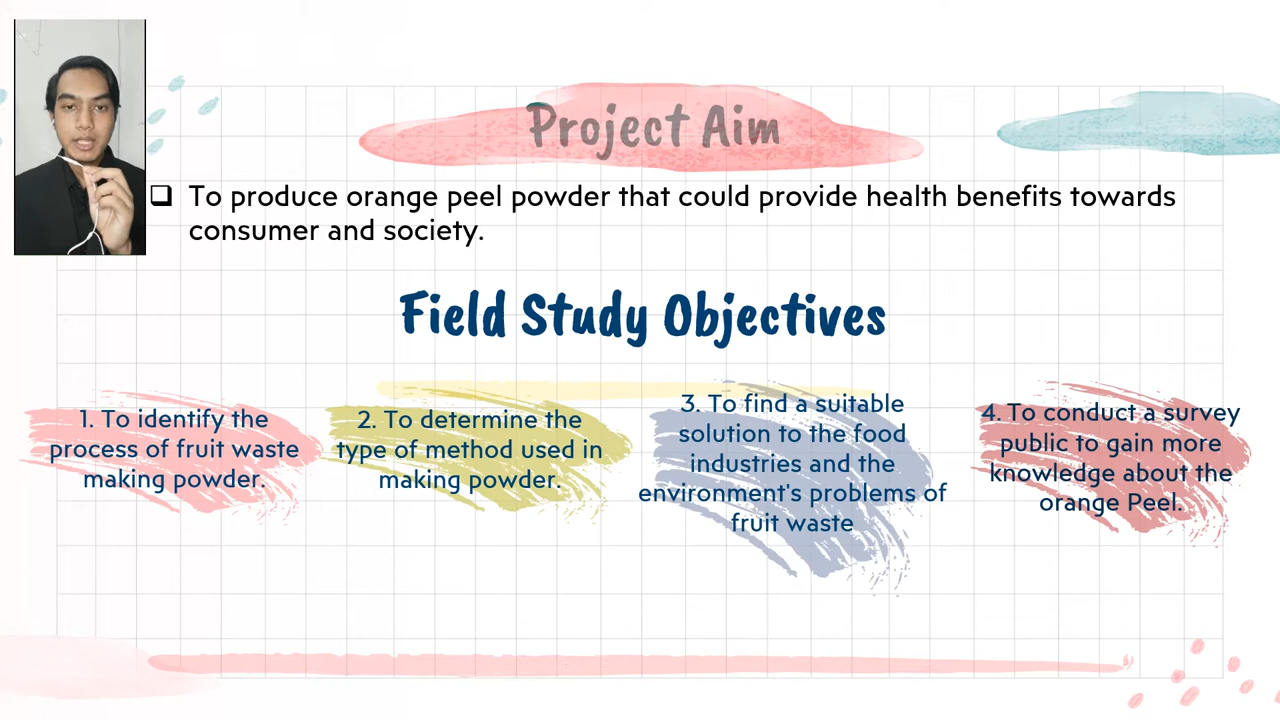 Project Aim
❑ To produce orange peel powder that could provide health benefits towards
consumer and society.
Field Study Objectives
1. To identify the
process of fruit waste
making powder.
2. To determine the
type of method used in
making powder.
3. To find a suitable
solution to the food
industries and the
environment's problems of
fruit waste
4. To conduct a survey
public to gain more
knowledge about the
orange Peel.